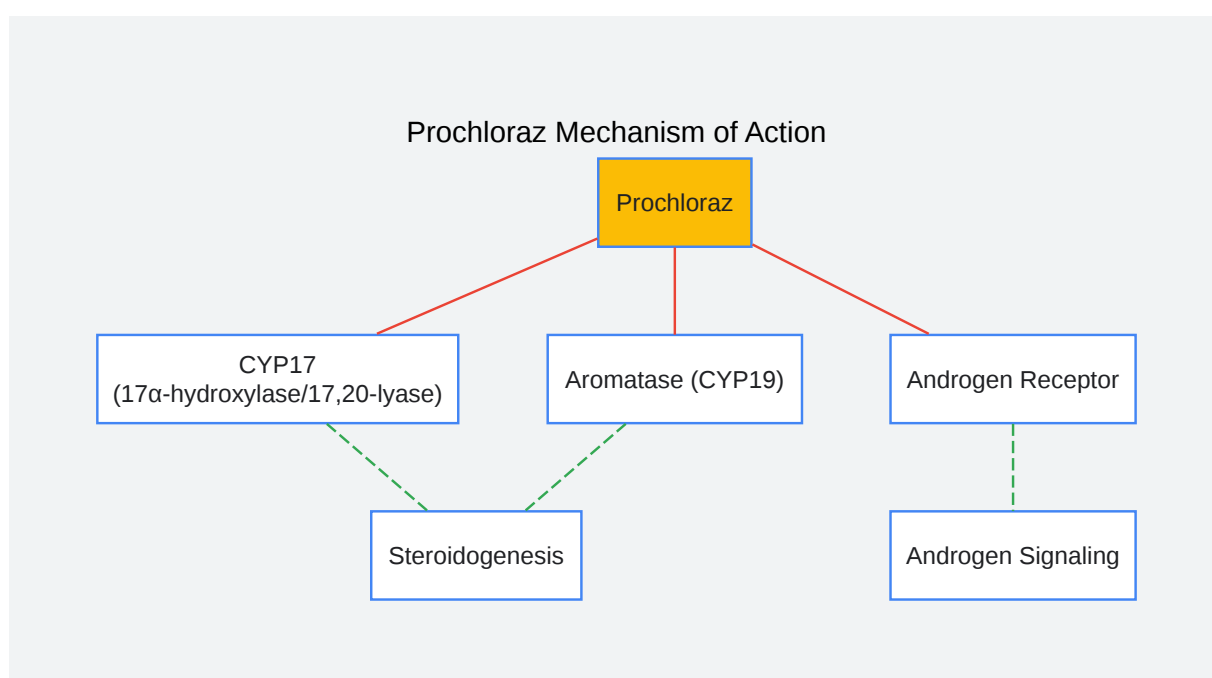 Prochloraz Mechanism of Action
Prochloraz
CYP17
(17α-hydroxylase/17,20-lyase)
Aromatase (CYP19)
Androgen Receptor
Steroidogenesis
Androgen Signaling